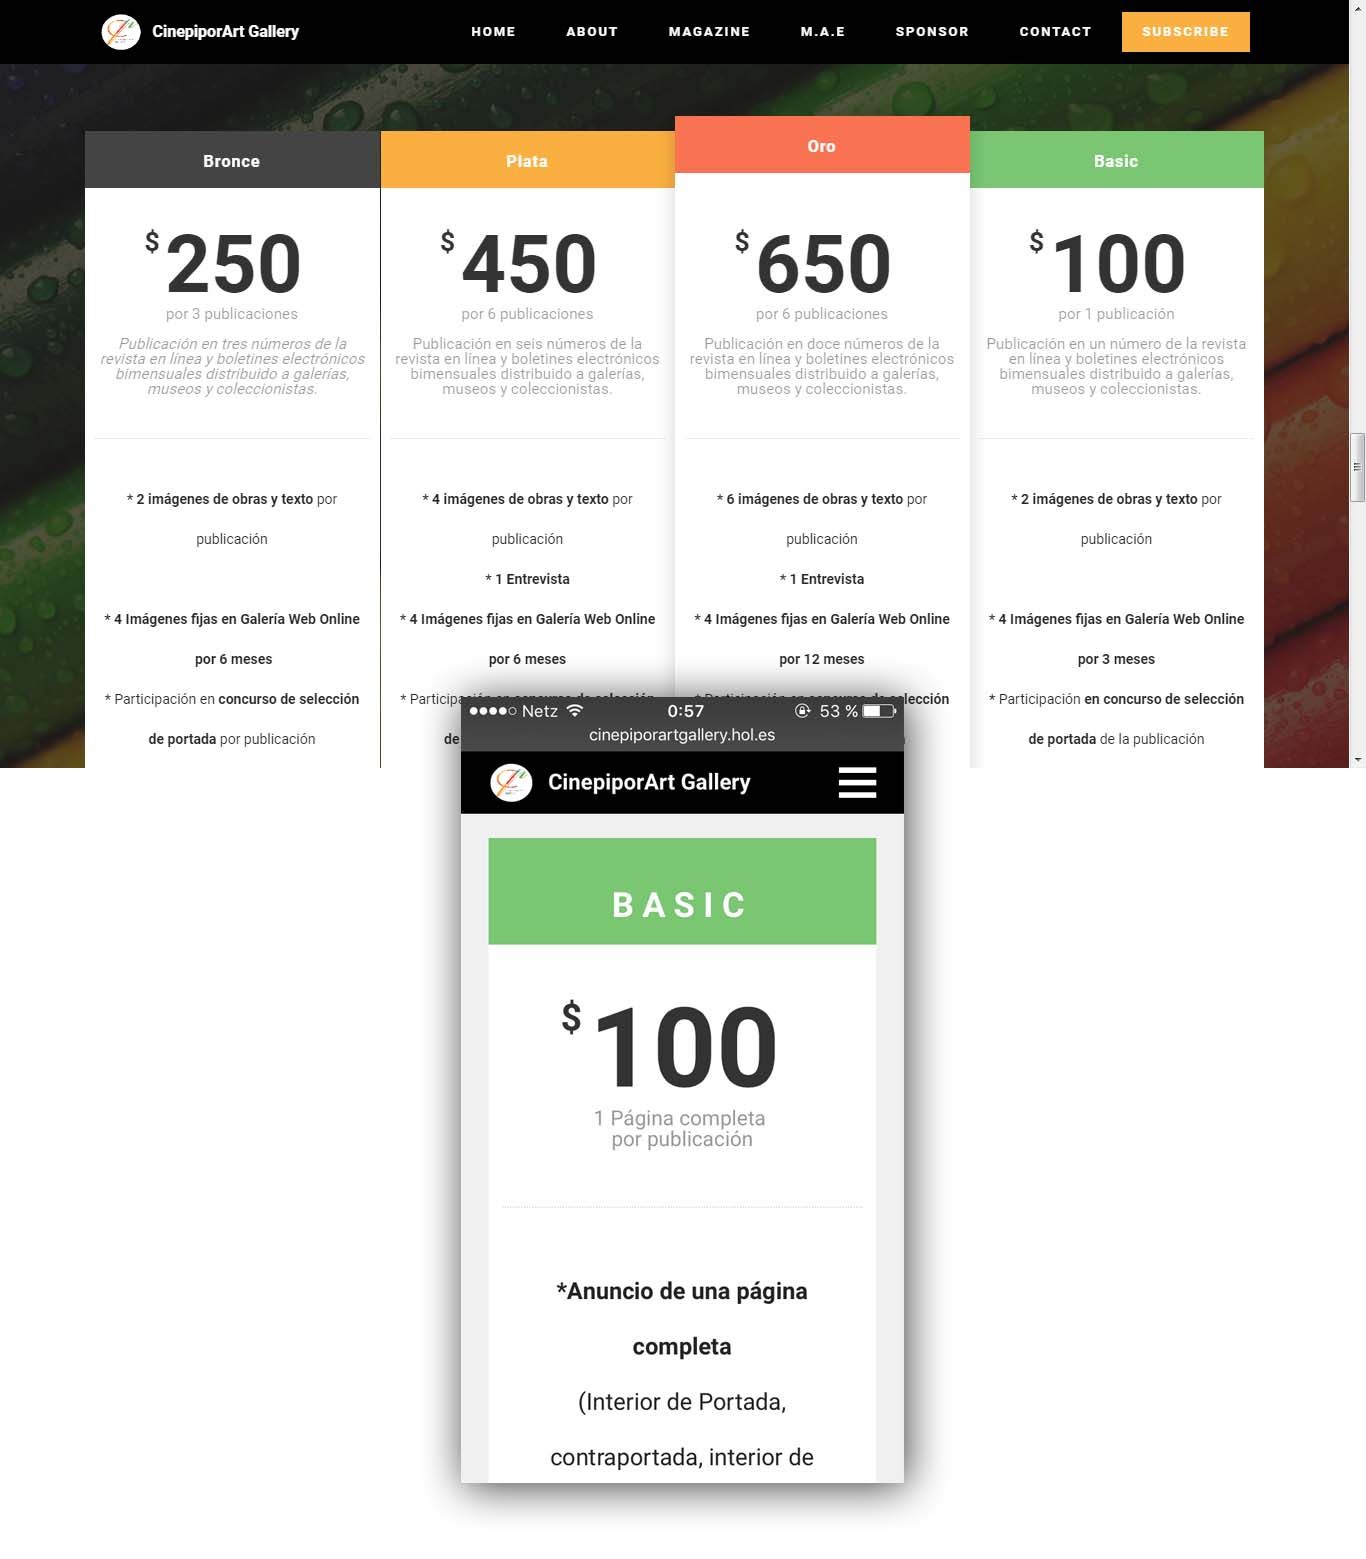 CinepiporArt Gallery
HOME
ABOUT
MAGAZINE
M.A.E
SPONSOR
CONTACT
SUBSCRIBE
Bronce
$ 250
por 3 publicaciones
Publicación en tres números de la
revista en línea y boletines electrónicos
bimensuales distribuido a galerías,
museos y coleccionistas.
* 2 imágenes de obras y texto por
publicación
* 4 Imágenes fijas en Galería Web Online
por 6 meses
* Participación en concurso de selección
de portada por publicación
Plata
$ 450
por 6 publicaciones
Publicación en seis números de la
revista en línea y boletines electrónicos
bimensuales distribuido a galerías,
museos y coleccionistas.
* 4 imágenes de obras y texto por
publicación
* 1 Entrevista
* 4 Imágenes fijas en Galería Web Online
por 6 meses
* Participación en concurso de selección
de
Oro
$ 650
por 6 publicaciones
Publicación en doce números de la
revista en línea y boletines electrónicos
bimensuales distribuido a galerías,
museos y coleccionistas.
* 6 imágenes de obras y texto por
publicación
* 1 Entrevista
* 4 Imágenes fijas en Galería Web Online
por 12 meses
* Participación en concurso de selección
Basic
$ 100
por 1 publicación
Publicación en un número de la revista
en línea y boletines electrónicos
bimensuales distribuido a galerías,
museos y coleccionistas.
* 2 imágenes de obras y texto por
publicación
* 4 Imágenes fijas en Galería Web Online
por 3 meses
* Participación en concurso de selección
de portada de la publicación
Netz
0:57
53 %
cinepiporartgallery.hol.es
CinepiporArt Gallery
BASIC
$ 100
1 Página completa
por publicación
*Anuncio de una página
completa
(Interior de Portada,
contraportada, interior de